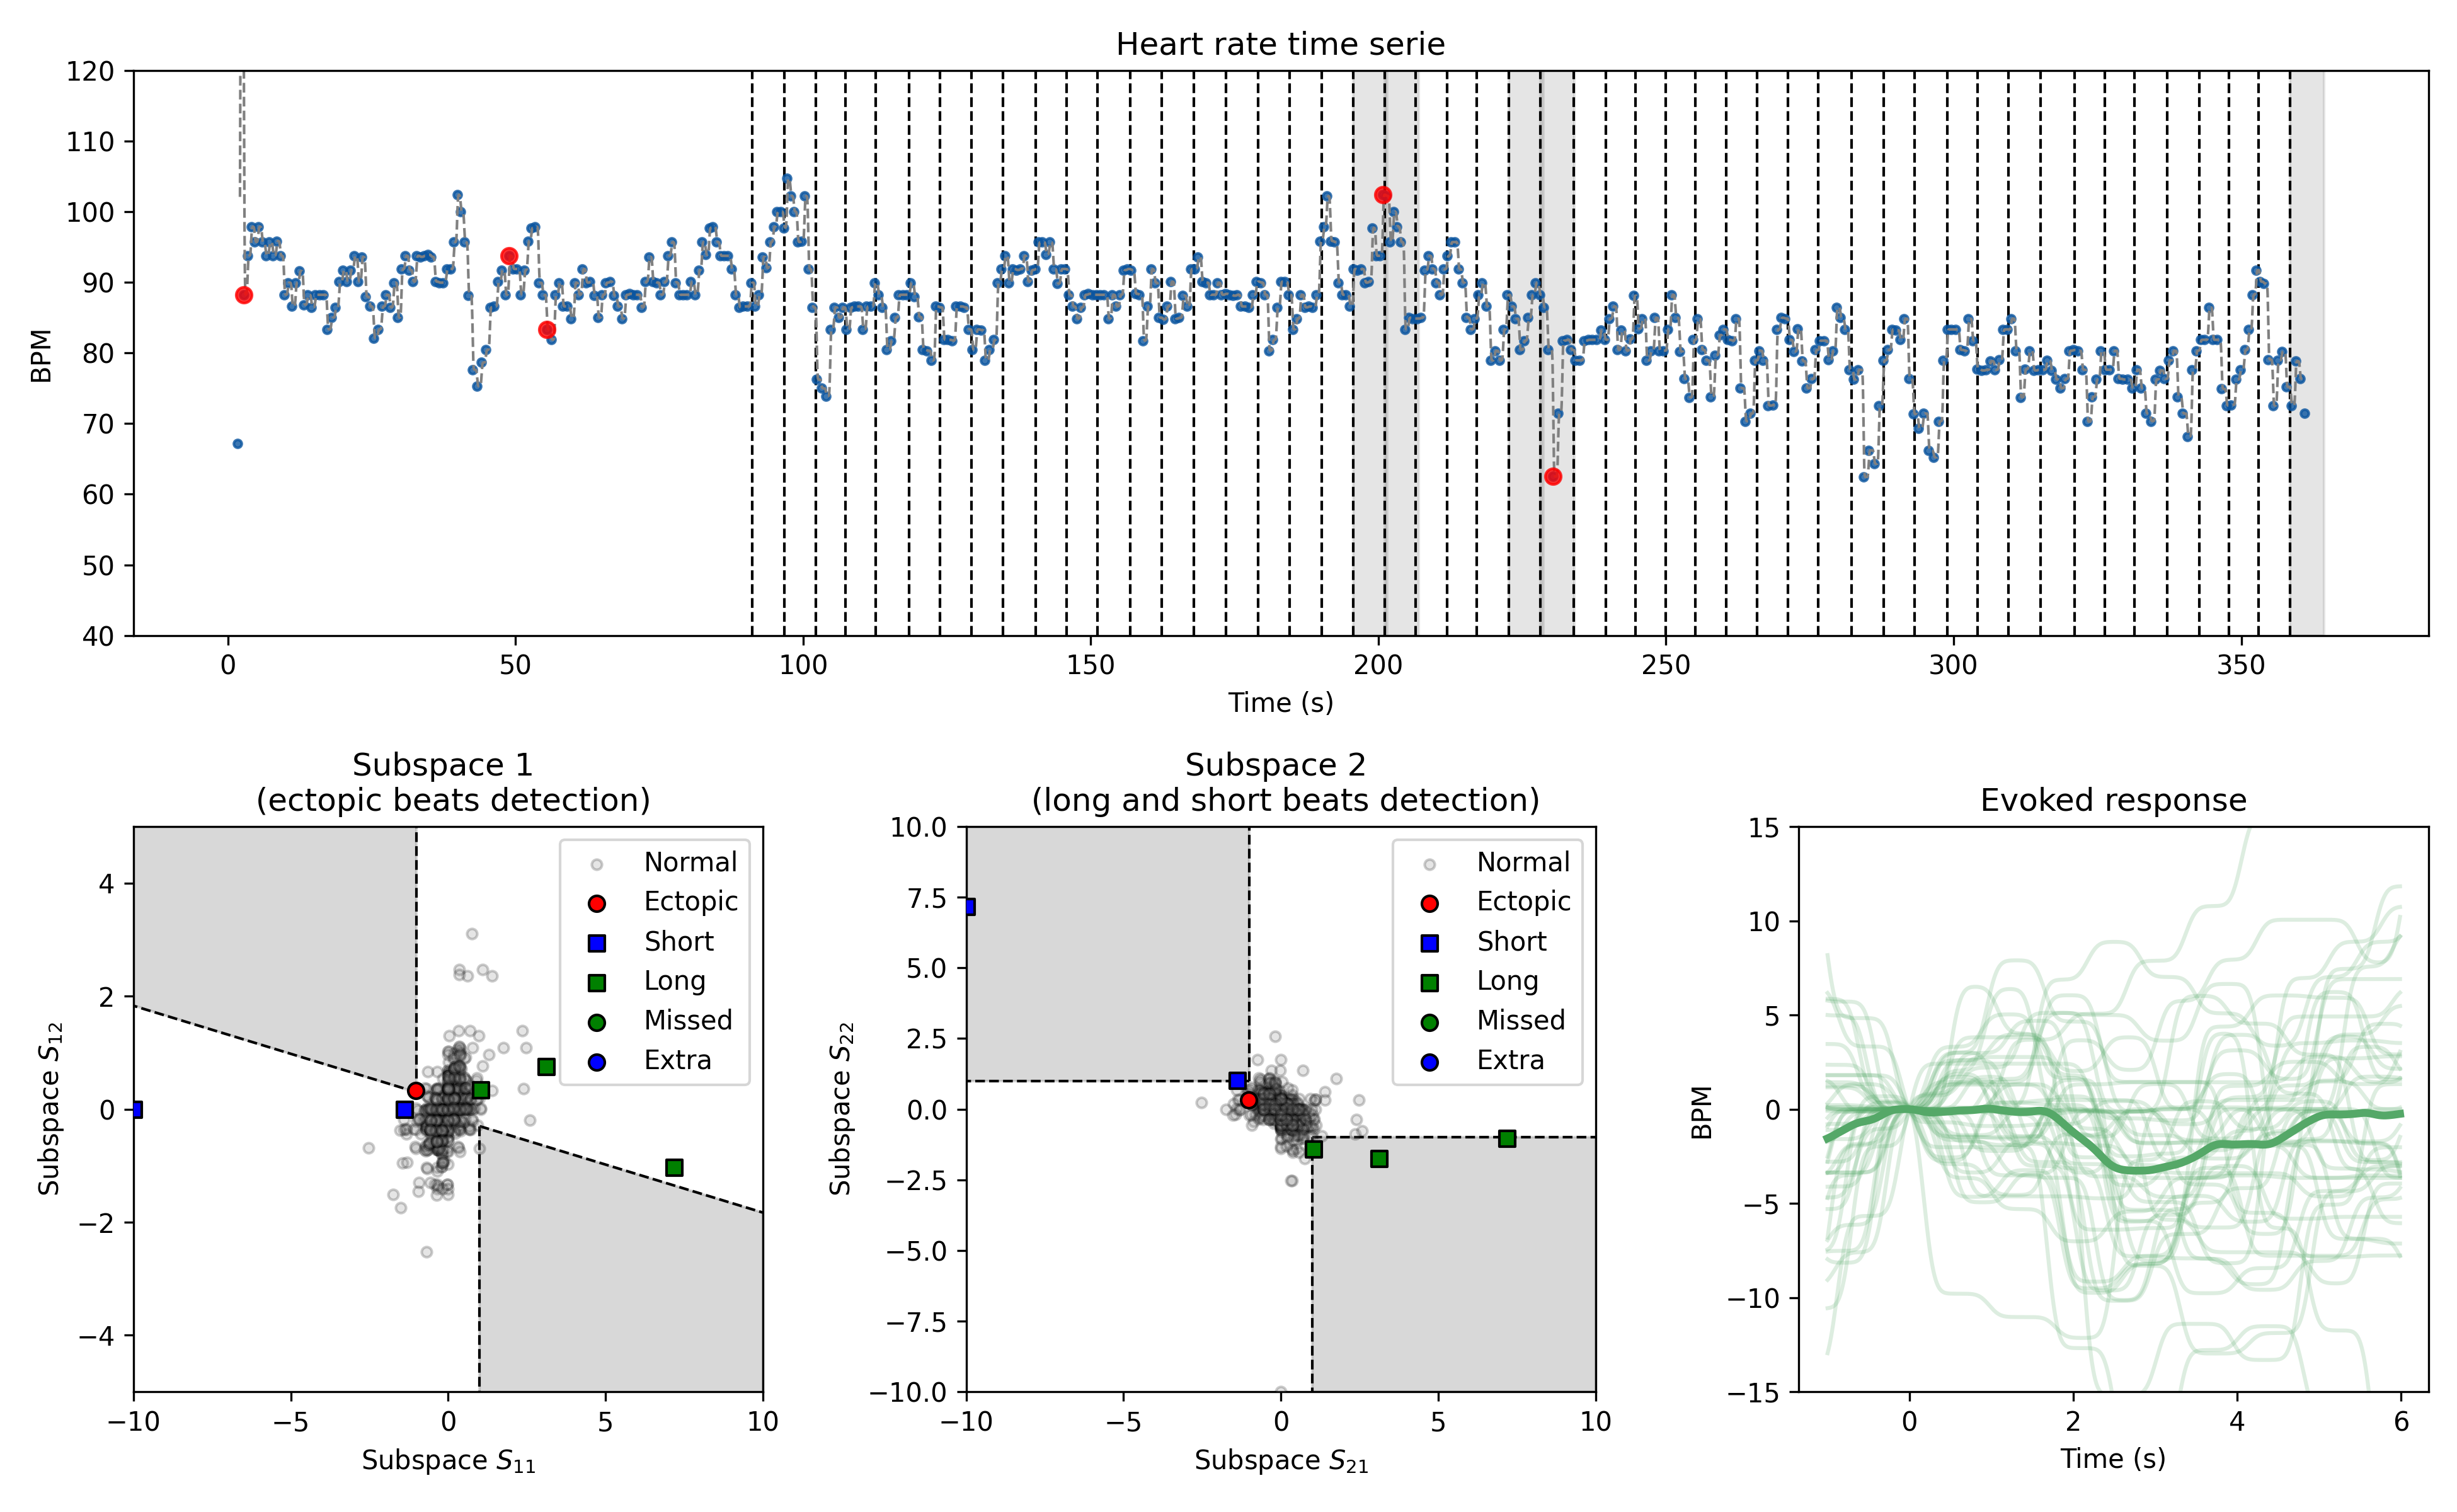 Heart rate time serie
120
110
100
90
80
70
60
50
40
BPM
0 50 100 150 200 250 300 350
Time (s)
Subspace 1
(ectopic beats detection)
4
2
0
−2
−4
Subspace S11
−10 −5 0 5 10
Subspace S12
Normal
Ectopic
Short
Long
Missed
Extra
Subspace 2
(long and short beats detection)
10.0
7.5
5.0
2.5
0.0
−2.5
−5.0
−7.5
−10.0
Subspace S22
−10 −5 0 5 10
Subspace S21
Normal
Ectopic
Short
Long
Missed
Extra
Evoked response
15
10
5
0
−5
−10
−15
BPM
0 2 4 6
Time (s)